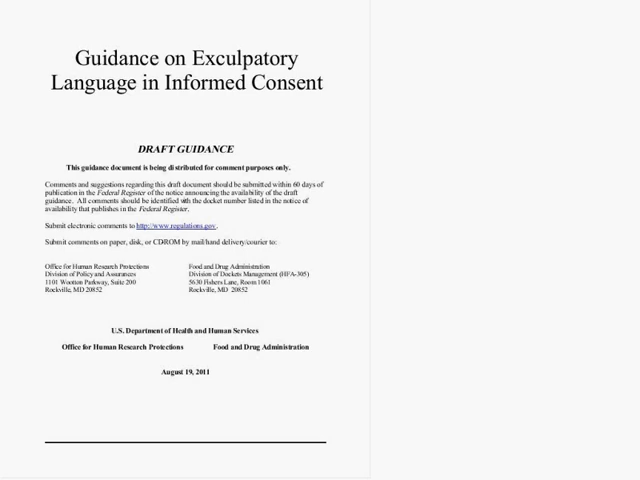 Guidance on Exculpatory
Language in Informed Consent
DRAFT GUIDANCE
This guidance document is being distributed for comment purposes only.
Comments and suggestions regarding this draft document should be submitted within 60 days of
publication in the Federal Register of the notice announcing the availability of the draft
guidance. All comments should be identified with the docket number listed in the notice of
availability that publishes in the Federal Register.
Submit electronic comments to http://www.regulations.gov.
Submit comments on paper, disk, or CD-ROM by mail/hand delivery/courier to:
Office for Human Research Protections
Division of Policy and Assurances
1101 Wootton Parkway, Suite 200
Rockville, MD 20852
Food and Drug Administration
Division of Dockets Management (HFA-305)
5630 Fishers Lane, Room 1061
Rockville, MD 20852
U.S. Department of Health and Human Services
Office for Human Research Protections Food and Drug Administration
August 19, 2011